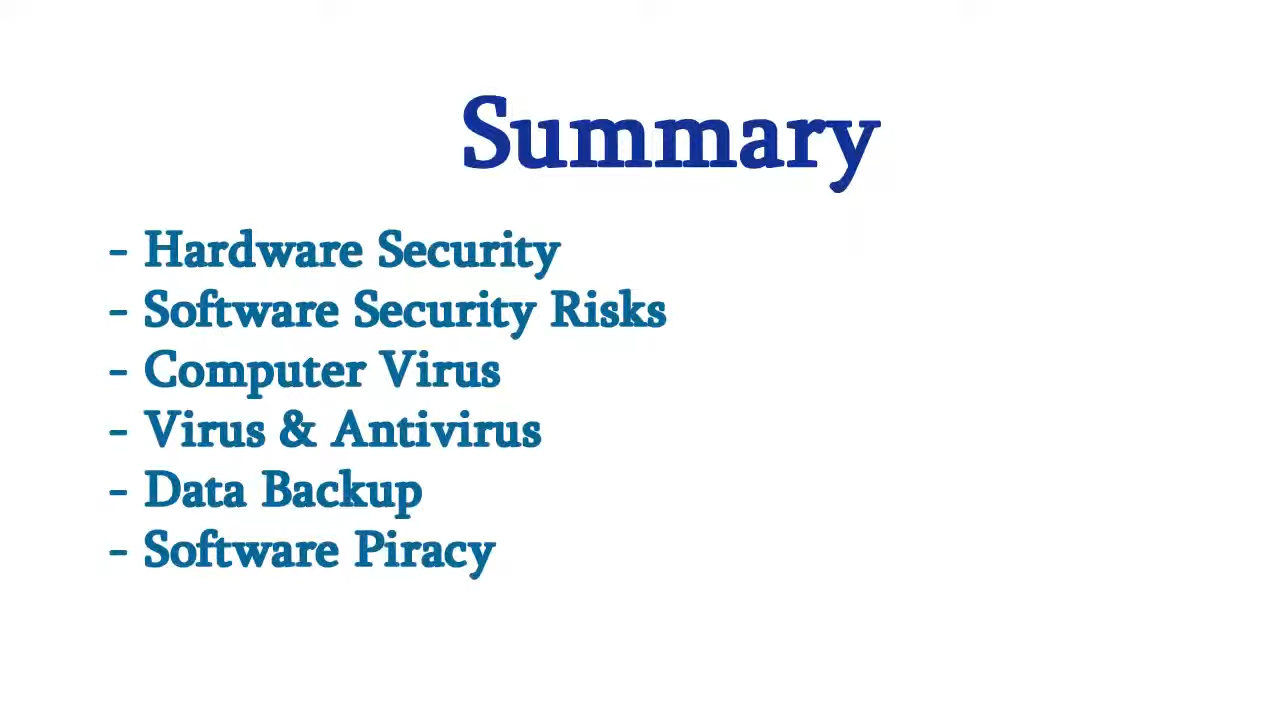 Summary
- Hardware Security
- Software Security Risks
- Computer Virus
- Virus & Antivirus
- Data Backup
- Software Piracy